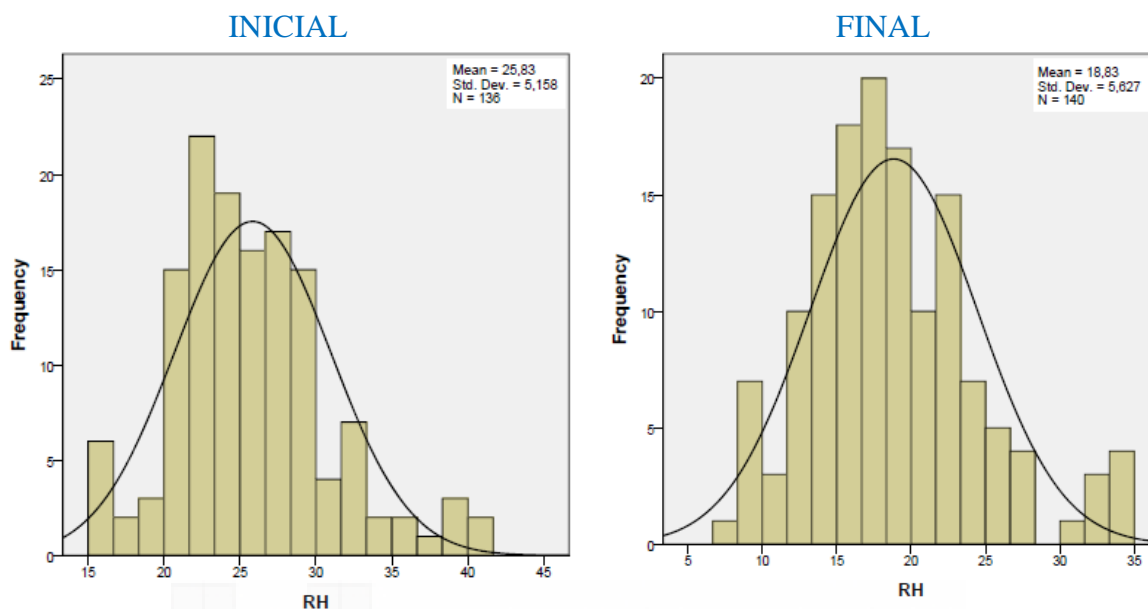 INICIAL
Mean = 25,83
Std. Dev. = 5,158
N = 136
25
20
15
10
5
0
Frequency
15 20 25 30 35 40 45
RH
FINAL
Mean = 18,83
Std. Dev. = 5,627
N = 140
20
15
10
5
0
Frequency
5 10 15 20 25 30 35
RH